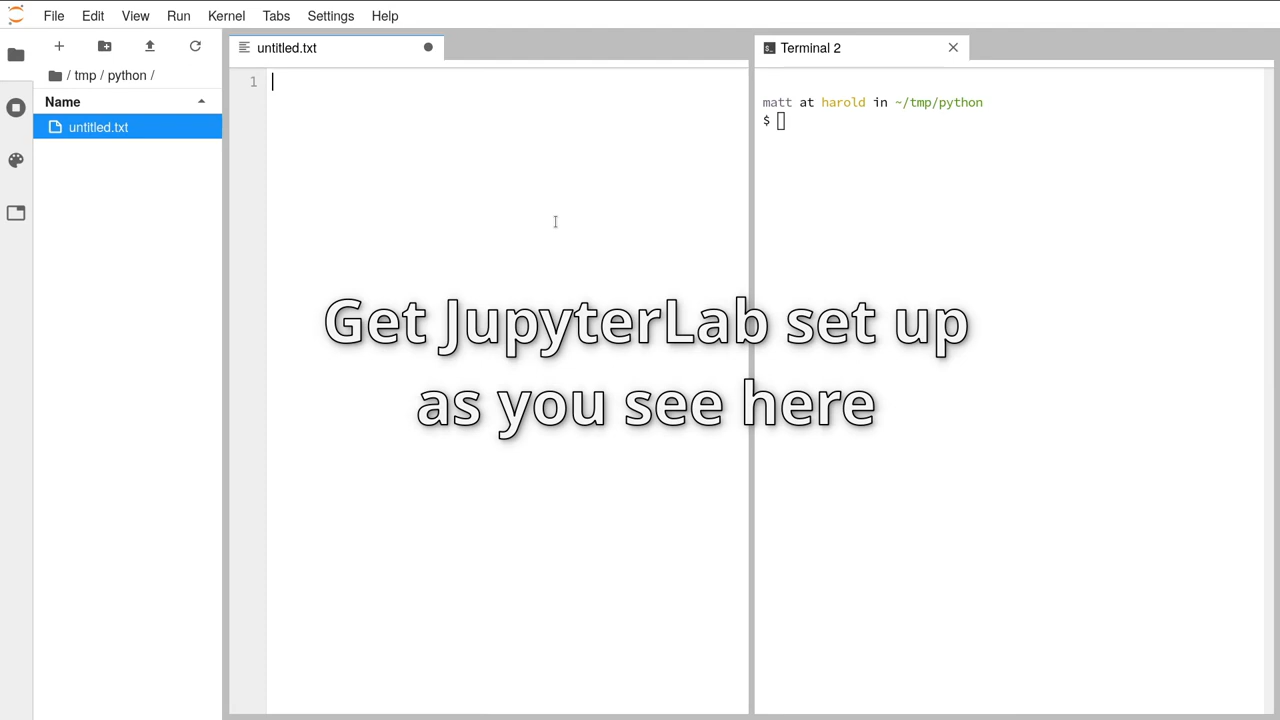 File Edit View Run Kernel Tabs Settings Help
untitled.txt
Terminal 2
/ tmp / python /
Name
untitled.txt
1
matt at harold in ~/tmp/python
$
Get JupyterLab set up
as you see here